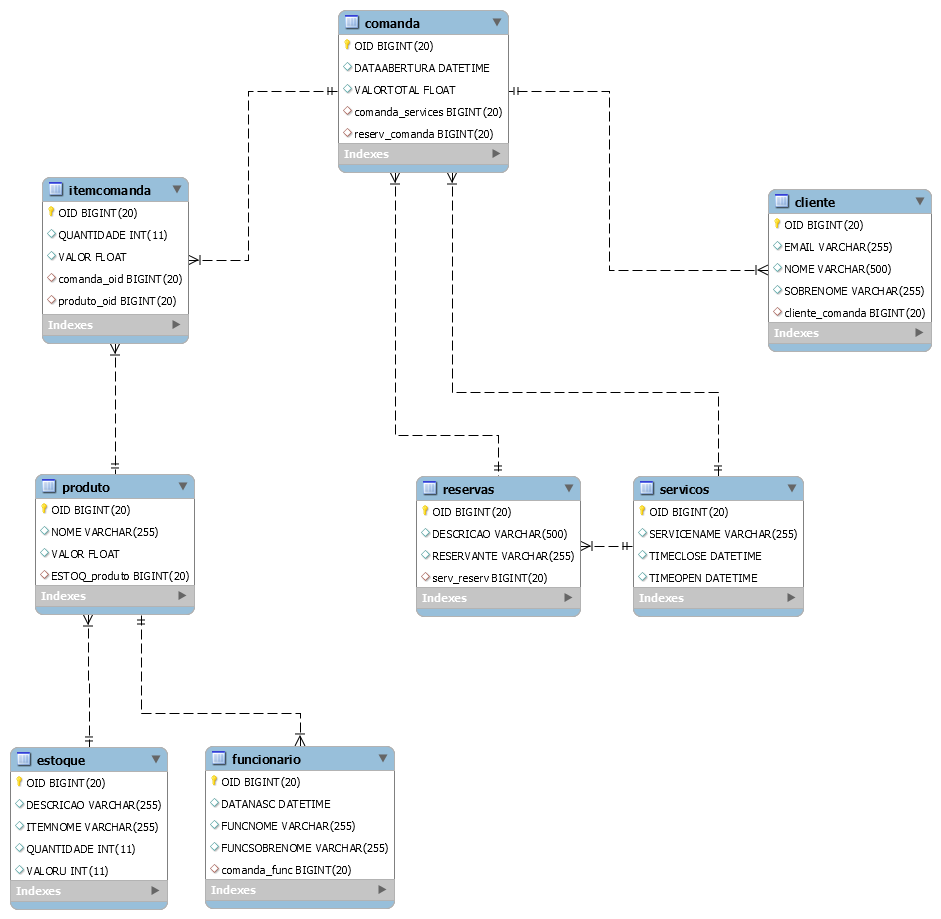 comanda
OID BIGINT(20)
DATAABERTURA DATETIME
VALORTOTAL FLOAT
comanda_services BIGINT(20)
reserv_comanda BIGINT(20)
Indexes
itemcomanda
OID BIGINT(20)
QUANTIDADE INT(11)
VALOR FLOAT
comanda_oid BIGINT(20)
produto_oid BIGINT(20)
Indexes
cliente
OID BIGINT(20)
EMAIL VARCHAR(255)
NOME VARCHAR(500)
SOBRENOME VARCHAR(255)
cliente_comanda BIGINT(20)
Indexes
produto
OID BIGINT(20)
NOME VARCHAR(255)
VALOR FLOAT
ESTOQ_produto BIGINT(20)
Indexes
reservas
OID BIGINT(20)
DESCRICAO VARCHAR(500)
RESERVANTE VARCHAR(255)
serv_reserv BIGINT(20)
Indexes
servicos
OID BIGINT(20)
SERVICENAME VARCHAR(255)
TIMECLOSE DATETIME
TIMEOPEN DATETIME
Indexes
estoque
OID BIGINT(20)
DESCRICAO VARCHAR(255)
ITEMNOME VARCHAR(255)
QUANTIDADE INT(11)
VALORU INT(11)
Indexes
funcionario
OID BIGINT(20)
DATANASC DATETIME
FUNCNOME VARCHAR(255)
FUNCSOBRENOME VARCHAR(255)
comanda_func BIGINT(20)
Indexes